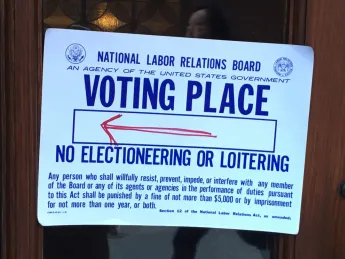 NATIONAL LABOR RELATIONS BOARD
AN AGENCY OF THE UNITED STATES GOVERNMENT
VOTING PLACE
NO ELECTIONEERING OR LOITERING
Any person who shall willfully resist, prevent, impede, or interfere with any member
of the Board or any of its agents or agencies in the performance of duties pursuant
to this Act shall be punished by a fine of not more than $5,000 or by imprisonment
for not more than one year, or both.
Section 12 of the National Labor Relations Act, as amended.